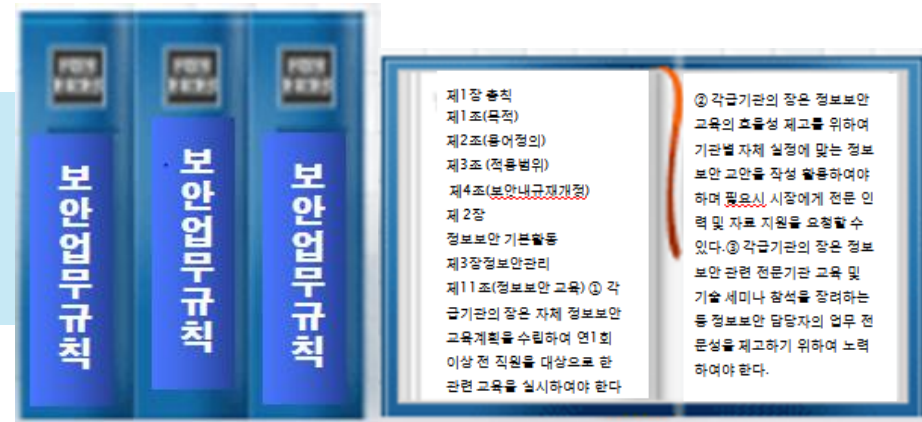 보안업무규칙
보안업무규칙
보안업무규칙
제1장 총칙
제1조(목적)
제2조(용어정의)
제3조 (적용범위)
제4조(보안내규재개정)
제 2장
정보보안 기본활동
제3장정보보안관리
제11조(정보보안 교육) ① 각
급기관의 장은 자체 정보보안
교육계획을 수립하여 연1회
이상 전 직원을 대상으로 한
관련 교육을 실시하여야 한다
② 각급기관의 장은 정보보안
교육의 효율성 제고를 위하여
기관별 자체 실정에 맞는 정보
보안 교안을 작성 활용하여야
하며 필요시 시장에게 전문 인
력 및 자료 지원을 요청할 수
있다.③ 각급기관의 장은 정보
보안 관련 전문기관 교육 및
기술 세미나 참석을 장려하는
등 정보보안 담당자의 업무 전
문성을 제고하기 위하여 노력
하여야 한다.